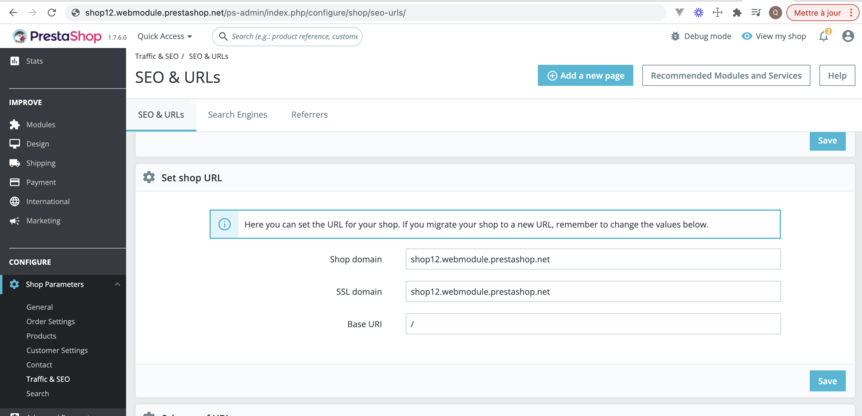 shop12.webmodule.prestashop.net/ps-admin/index.php/configure/shop/seo-urls/
Q
Mettre à jour
PrestaShop 1.7.6.0
Quick Access
Search (e.g.: product reference, custome
Debug mode
View my shop
2
Stats
IMPROVE
Modules
Design
Shipping
Payment
International
Marketing
CONFIGURE
Shop Parameters
General
Order Settings
Products
Customer Settings
Contact
Traffic & SEO
Search
Traffic & SEO / SEO & URLs
SEO & URLs
Add a new page
Recommended Modules and Services
Help
SEO & URLs
Search Engines
Referrers
Save
Set shop URL
Here you can set the URL for your shop. If you migrate your shop to a new URL, remember to change the values below.
Shop domain
shop12.webmodule.prestashop.net
SSL domain
shop12.webmodule.prestashop.net
Base URI
/
Save